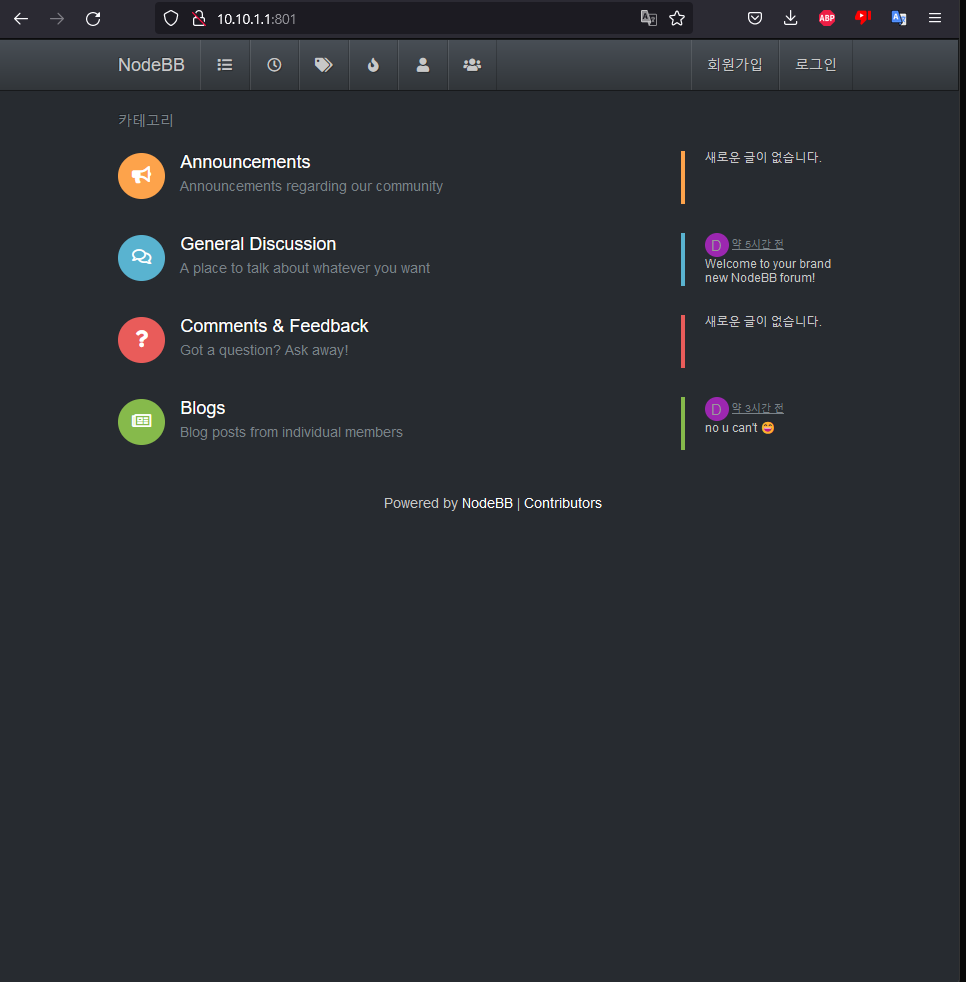 10.10.1.1:801
ABP
NodeBB
회원가입
로그인
카테고리
Announcements
Announcements regarding our community
새로운 글이 없습니다.
General Discussion
A place to talk about whatever you want
D 약 5시간 전
Welcome to your brand
new NodeBB forum!
Comments & Feedback
Got a question? Ask away!
새로운 글이 없습니다.
Blogs
Blog posts from individual members
D 약 3시간 전
no u can't 😄
Powered by NodeBB | Contributors